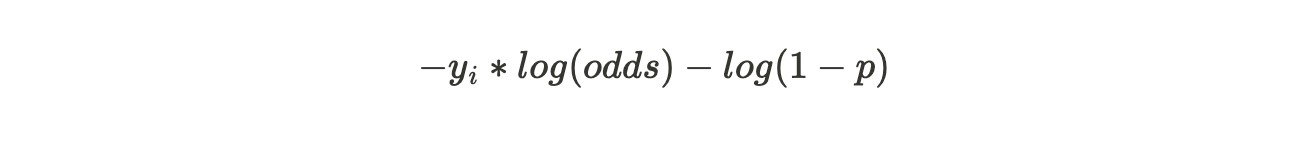 −yᵢ ∗ log(odds) − log(1 − p)